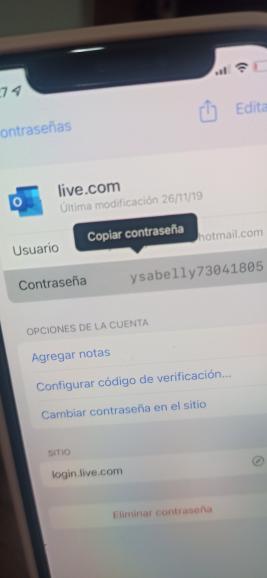 ontraseñas
Edita
live.com
Última modificación 26/11/19
Copiar contraseña
Usuario hotmail.com
Contraseña ysabelly73041805
OPCIONES DE LA CUENTA
Agregar notas
Configurar código de verificación...
Cambiar contraseña en el sitio
SITIO
login.live.com
Eliminar contraseña